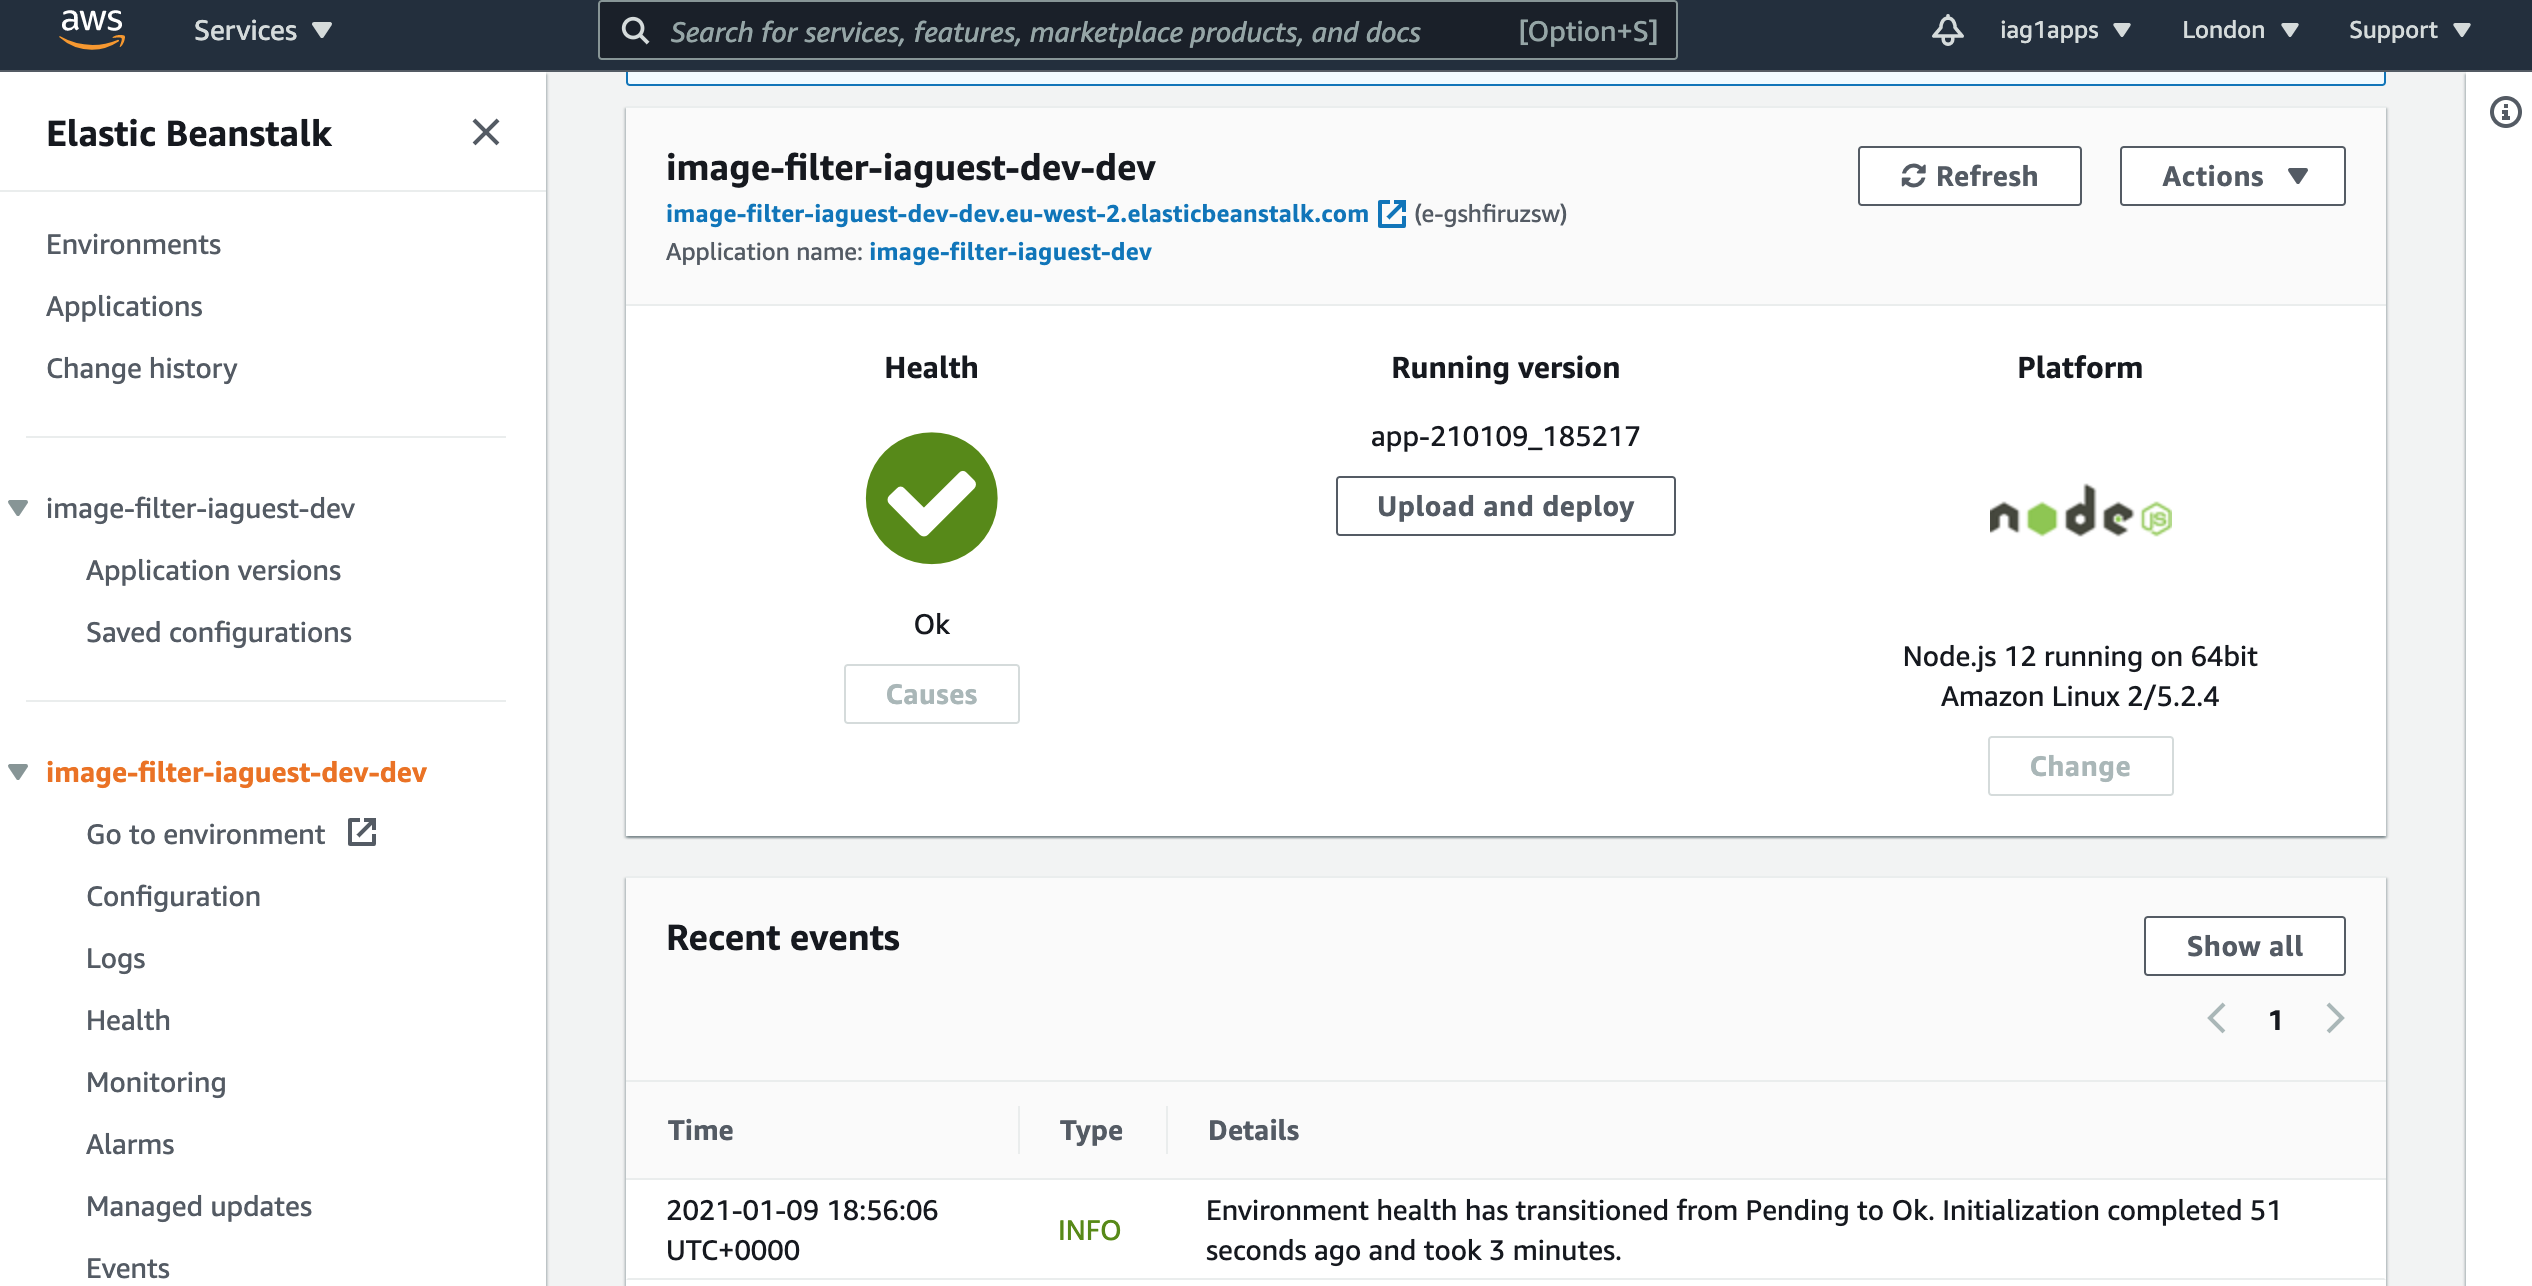 aws
Services
Search for services, features, marketplace products, and docs
[Option+S]
iag1apps
London
Support
Elastic Beanstalk
Environments
Applications
Change history
image-filter-iaguest-dev
Application versions
Saved configurations
image-filter-iaguest-dev-dev
Go to environment
Configuration
Logs
Health
Monitoring
Alarms
Managed updates
Events
image-filter-iaguest-dev-dev
image-filter-iaguest-dev-dev.eu-west-2.elasticbeanstalk.com (e-gshfiruzsw)
Application name: image-filter-iaguest-dev
Refresh
Actions
Health
Ok
Causes
Running version
app-210109_185217
Upload and deploy
Platform
node JS
Node.js 12 running on 64bit
Amazon Linux 2/5.2.4
Change
Recent events
Show all
1
Time
Type
Details
2021-01-09 18:56:06
UTC+0000
INFO
Environment health has transitioned from Pending to Ok. Initialization completed 51
seconds ago and took 3 minutes.